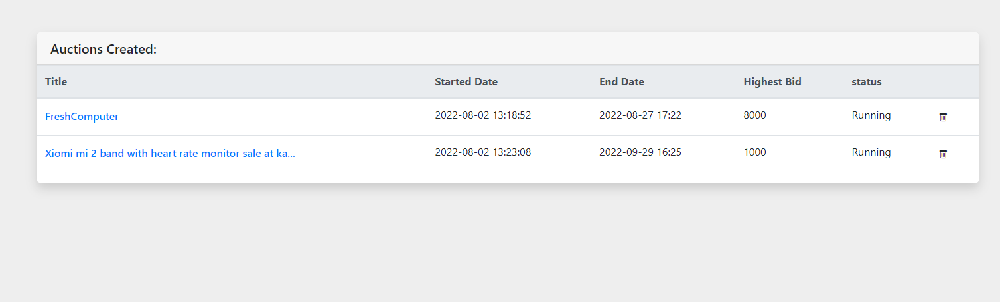 Auctions Created:
Title Started Date End Date Highest Bid status
FreshComputer 2022-08-02 13:18:52 2022-08-27 17:22 8000 Running
Xiomi mi 2 band with heart rate monitor sale at ka... 2022-08-02 13:23:08 2022-09-29 16:25 1000 Running